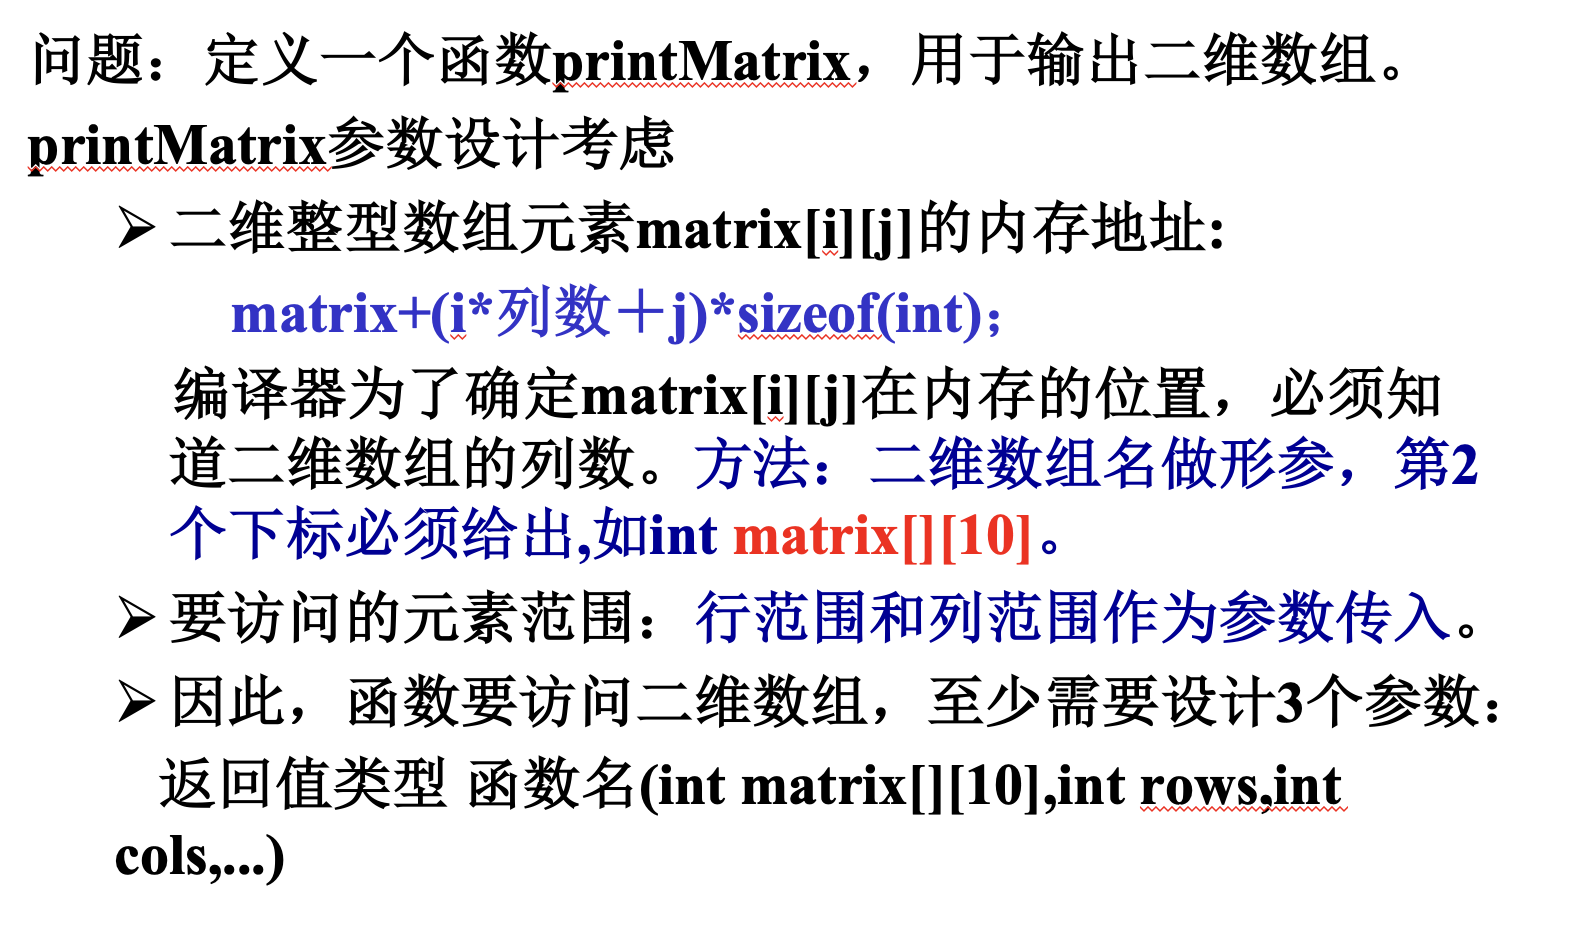 问题：定义一个函数printMatrix，用于输出二维数组。
printMatrix参数设计考虑
➢ 二维整型数组元素matrix[i][j]的内存地址:
matrix+(i*列数＋j)*sizeof(int)；
编译器为了确定matrix[i][j]在内存的位置，必须知
道二维数组的列数。方法：二维数组名做形参，第2
个下标必须给出,如int matrix[][10]。
➢ 要访问的元素范围：行范围和列范围作为参数传入。
➢ 因此，函数要访问二维数组，至少需要设计3个参数：
返回值类型 函数名(int matrix[][10],int rows,int
cols,...)